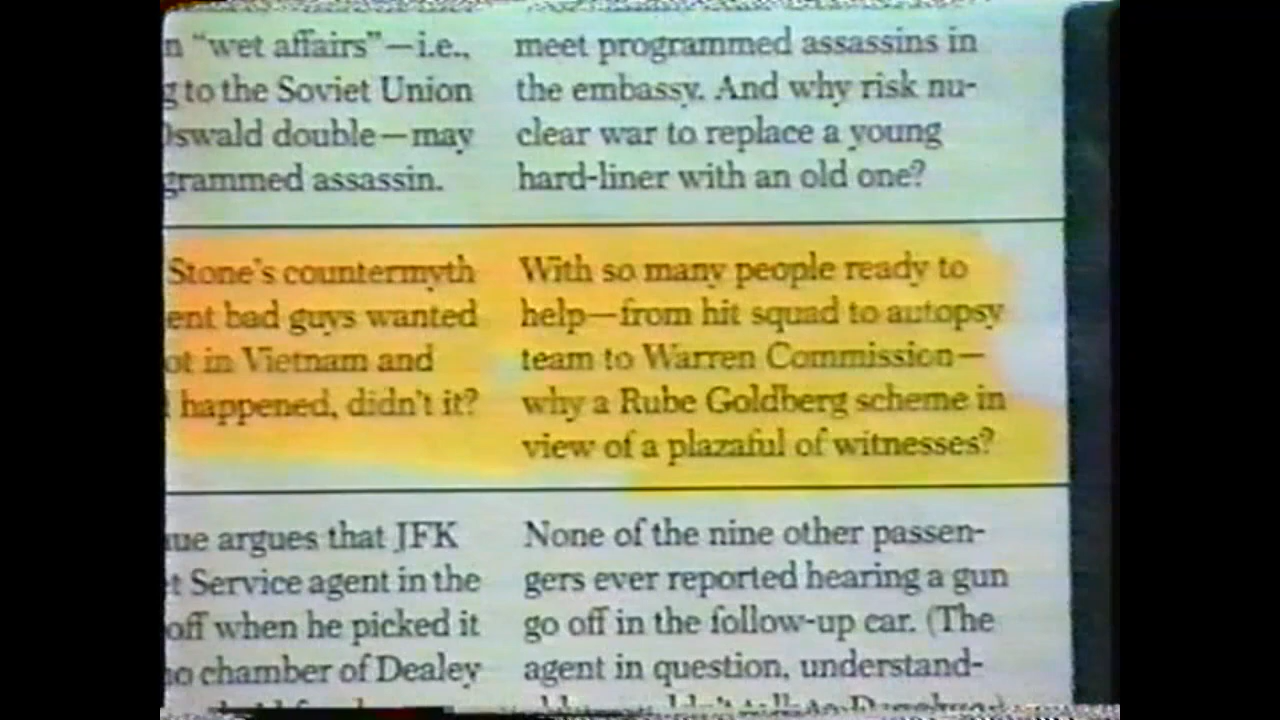 n “wet affairs”—i.e.,
g to the Soviet Union
Oswald double—may
grammed assassin.
meet programmed assassins in
the embassy. And why risk nu-
clear war to replace a young
hard-liner with an old one?
Stone's countermyth
ent bad guys wanted
ot in Vietnam and
happened, didn't it?
With so many people ready to
help—from hit squad to autopsy
team to Warren Commission—
why a Rube Goldberg scheme in
view of a plazaful of witnesses?
ue argues that JFK
t Service agent in the
off when he picked it
o chamber of Dealey
None of the nine other passen-
gers ever reported hearing a gun
go off in the follow-up car. (The
agent in question, understand-